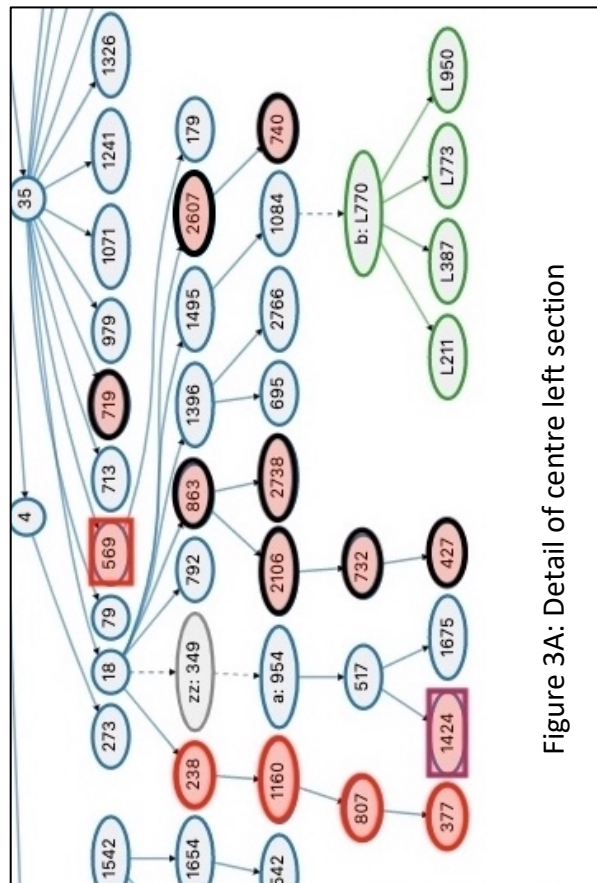 4 35
1542 273 18 79 569 713 719 979 1071 1241 1326
1654 238 zz: 349 792 863 1396 1495 2607 179
1160 a: 954 2106 2738 695 2766 1084 740
807 517 732 b: L770
377 1424 1675 427 L211 L387 L773 L950
Figure 3A: Detail of centre left section